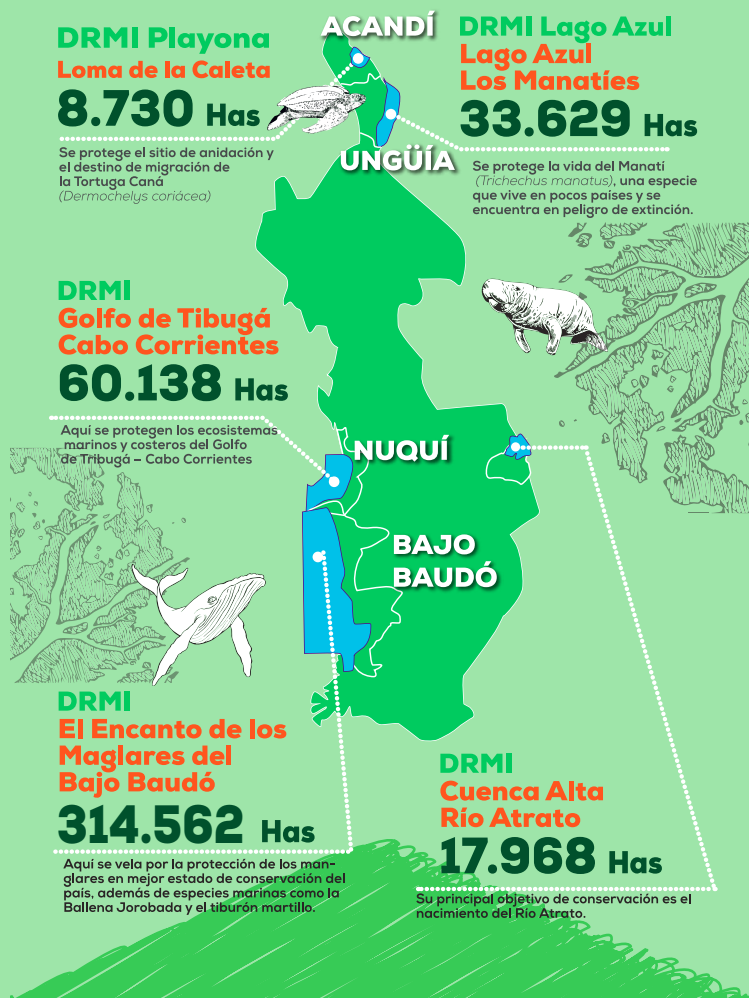 ACANDÍ
DRMI Playona
Loma de la Caleta
8.730 Has
Se protege el sitio de anidación y
el destino de migración de
la Tortuga Caná
(Dermochelys coriácea)
DRMI Lago Azul
Lago Azul
Los Manatíes
33.629 Has
UNGÜÍA
Se protege la vida del Manatí
(Trichechus manatus), una especie
que vive en pocos países y se
encuentra en peligro de extinción.
DRMI
Golfo de Tibugá
Cabo Corrientes
60.138 Has
Aquí se protegen los ecosistemas
marinos y costeros del Golfo
de Tribugá – Cabo Corrientes
NUQUÍ
BAJO
BAUDÓ
DRMI
El Encanto de los
Maglares del
Bajo Baudó
314.562 Has
Aquí se vela por la protección de los man-
glares en mejor estado de conservación del
país, además de especies marinas como la
Ballena Jorobada y el tiburón martillo.
DRMI
Cuenca Alta
Río Atrato
17.968 Has
Su principal objetivo de conservación es el
nacimiento del Río Atrato.